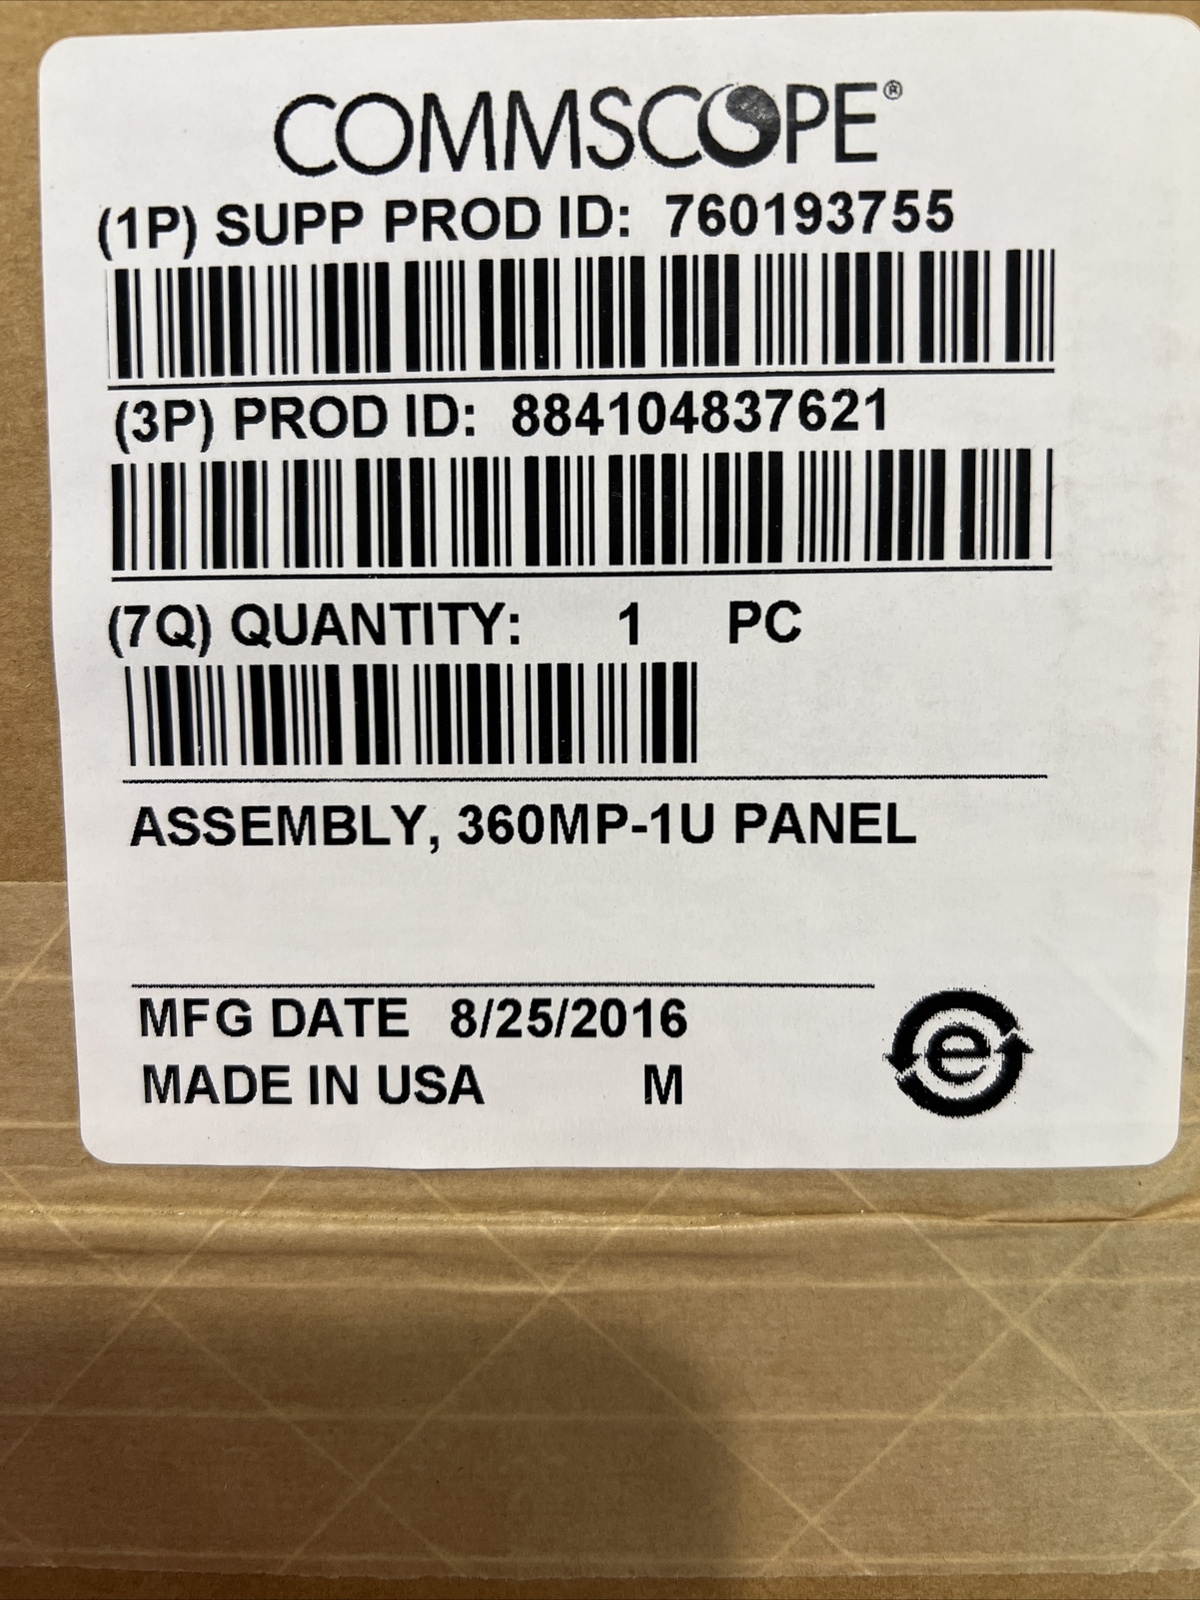 COMMSCOPE®
(1P) SUPP PROD ID: 760193755
(3P) PROD ID: 884104837621
(7Q) QUANTITY: 1 PC
ASSEMBLY, 360MP-1U PANEL
MFG DATE 8/25/2016
MADE IN USA M
e